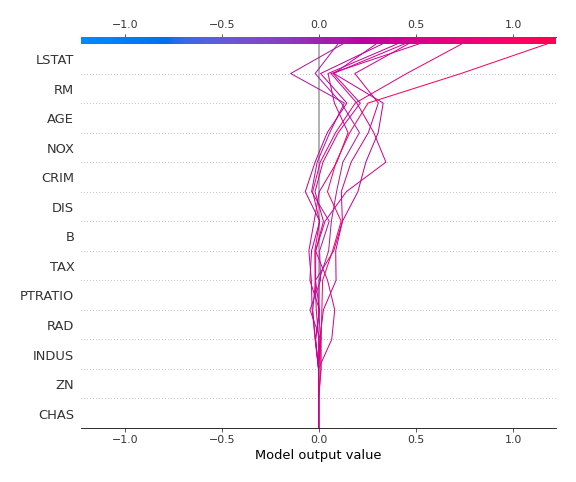 −1.0 −0.5 0.0 0.5 1.0
LSTAT
RM
AGE
NOX
CRIM
DIS
B
TAX
PTRATIO
RAD
INDUS
ZN
CHAS
−1.0 −0.5 0.0 0.5 1.0
Model output value